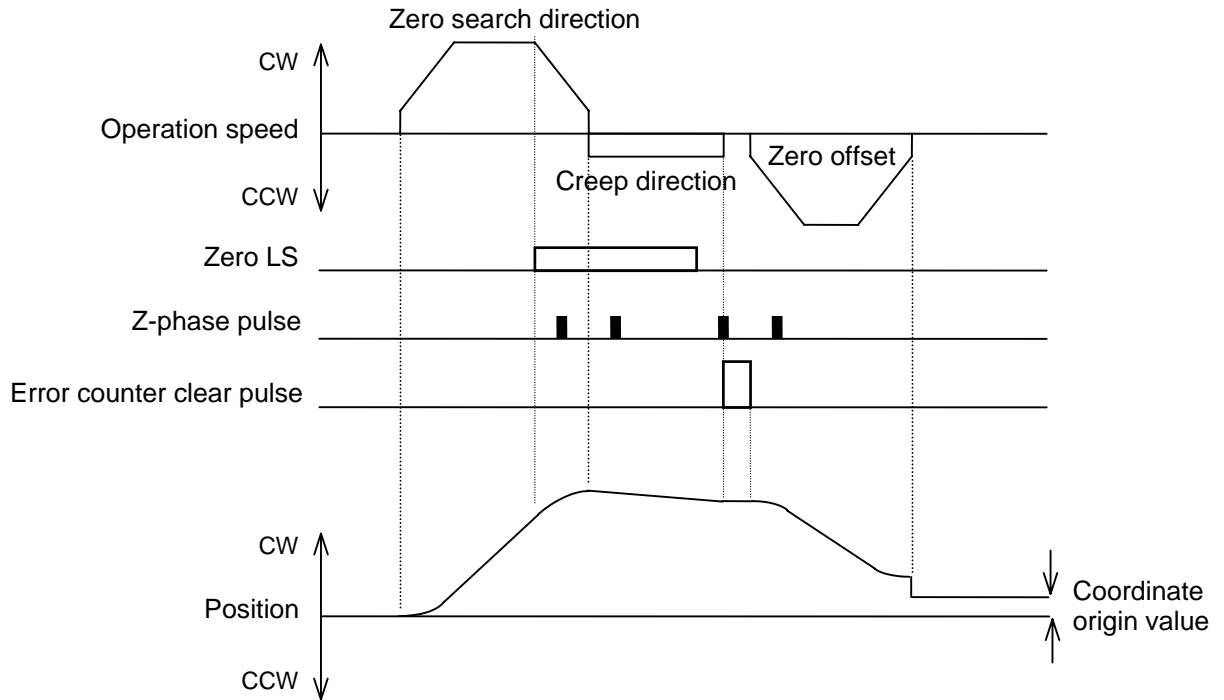 Zero search direction
CW
Operation speed
Zero offset
Creep direction
CCW
Zero LS
Z-phase pulse
Error counter clear pulse
CW
Coordinate
origin value
Position
CCW